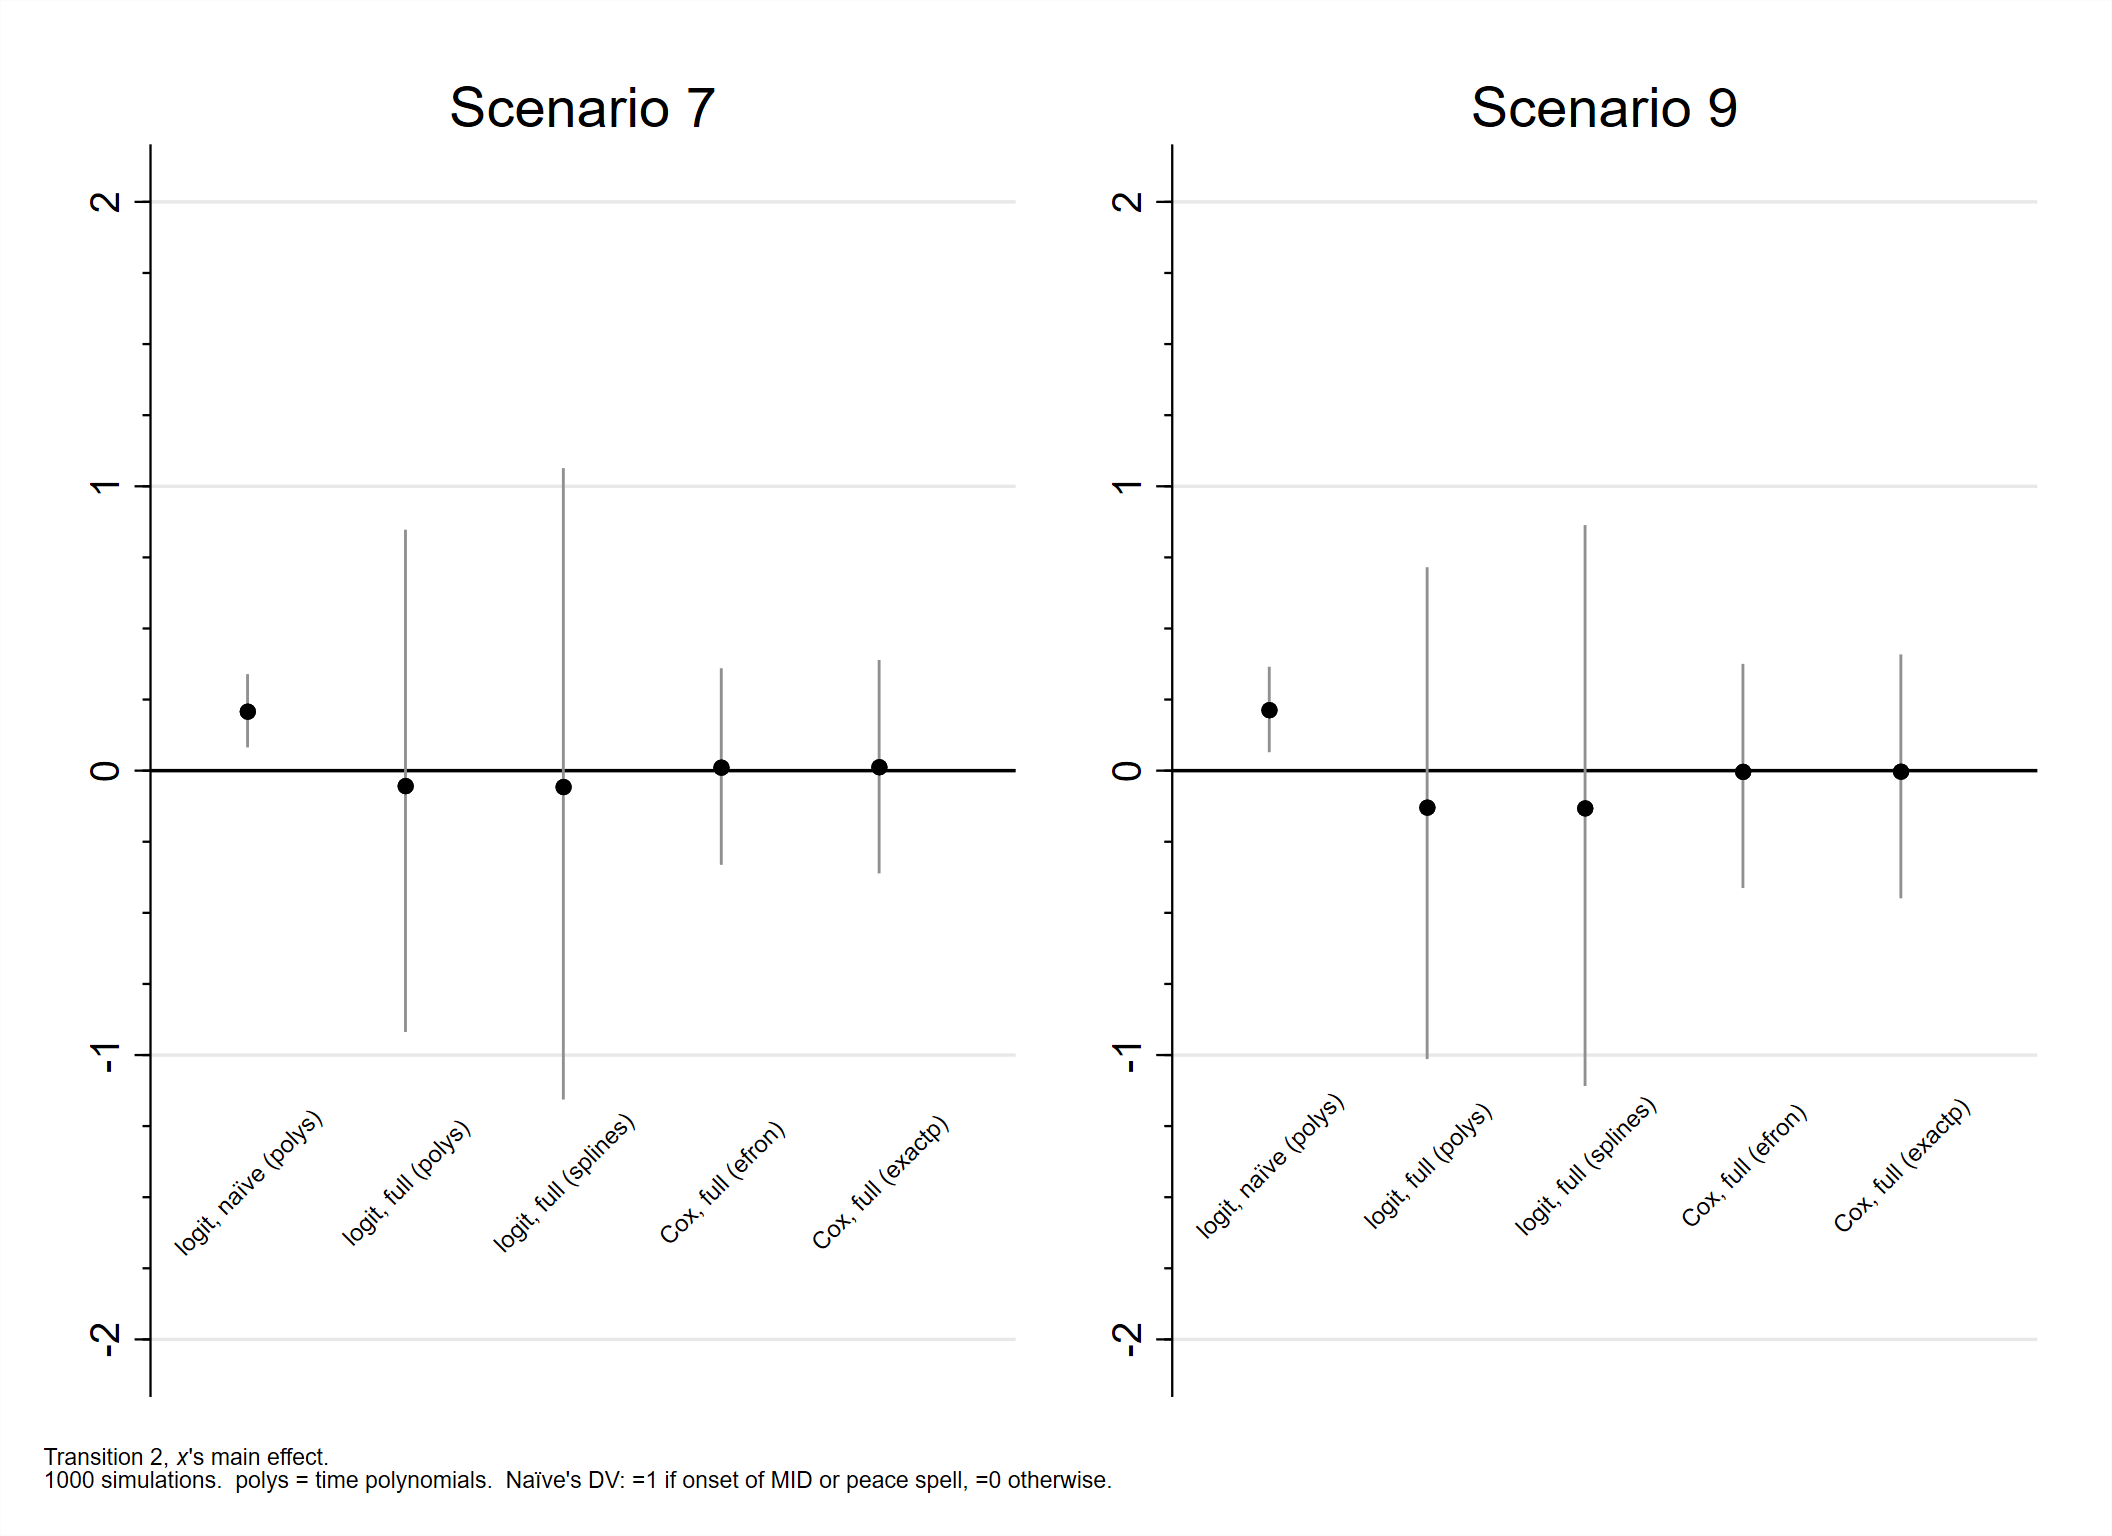 Scenario 7
2
1
0
-1
-2
logit, naïve (polys)
logit, full (polys)
logit, full (splines)
Cox, full (efron)
Cox, full (exactp)
Scenario 9
2
1
0
-1
-2
logit, naïve (polys)
logit, full (polys)
logit, full (splines)
Cox, full (efron)
Cox, full (exactp)
Transition 2, x's main effect.
1000 simulations.  polys = time polynomials.  Naïve's DV: =1 if onset of MID or peace spell, =0 otherwise.